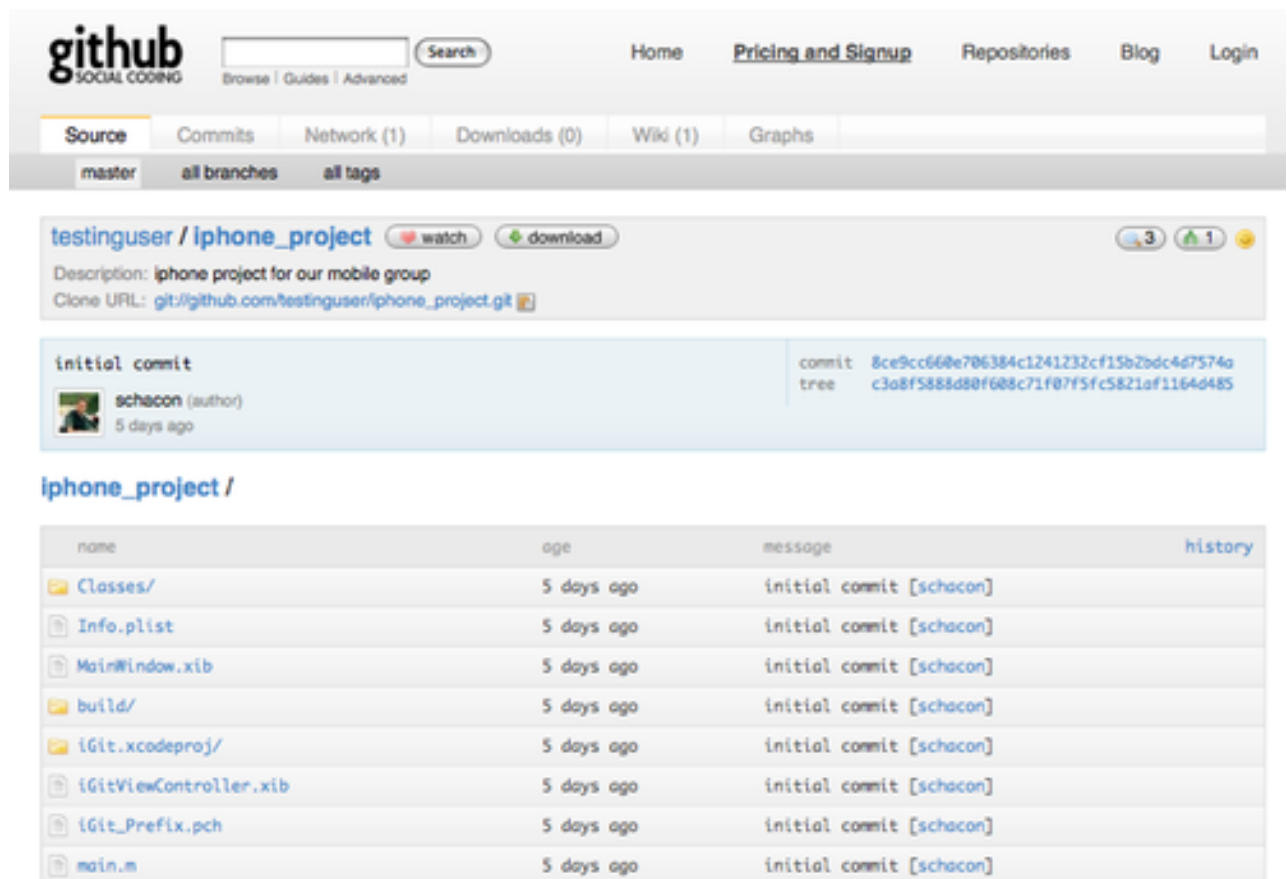 github
SOCIAL CODING
Search
Home Pricing and Signup Repositories Blog Login
Browse | Guides | Advanced
Source Commits Network (1) Downloads (0) Wiki (1) Graphs
master all branches all tags
testinguser / iphone_project watch download 3 1
Description: iphone project for our mobile group
Clone URL: git://github.com/testinguser/iphone_project.git
initial commit
commit 8ce9cc660e706384c1241232cf15b2bdc4d7574a
tree c3a8f5888d80f608c71f07f5fc5821af1164d485
schacon (author)
5 days ago
iphone_project /
name age message history
Classes/ 5 days ago initial commit [schacon]
Info.plist 5 days ago initial commit [schacon]
MainWindow.xib 5 days ago initial commit [schacon]
build/ 5 days ago initial commit [schacon]
iGit.xcodeproj/ 5 days ago initial commit [schacon]
iGitViewController.xib 5 days ago initial commit [schacon]
iGit_Prefix.pch 5 days ago initial commit [schacon]
main.m 5 days ago initial commit [schacon]